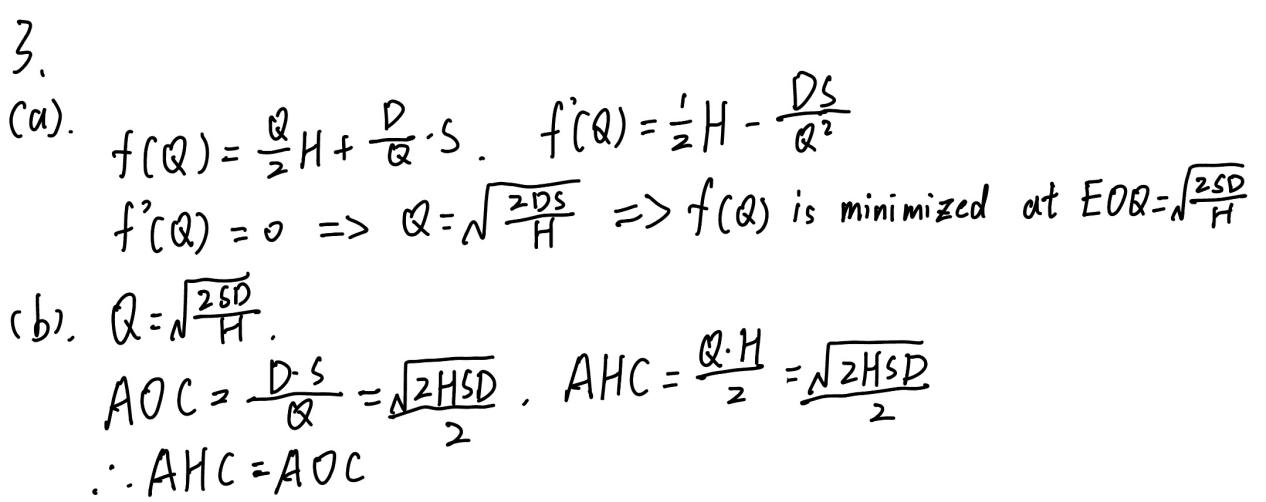 3.
(a). f(Q) = Q/2 H + D/Q · S. f'(Q) = 1/2 H - DS/Q²
f'(Q) = 0 => Q = √(2DS/H) => f(Q) is minimized at EOQ = √(2SD/H)
(b). Q = √(2SD/H).
AOC = D·S/Q = √(2HSD)/2. AHC = Q·H/2 = √(2HSD)/2
∴ AHC = AOC